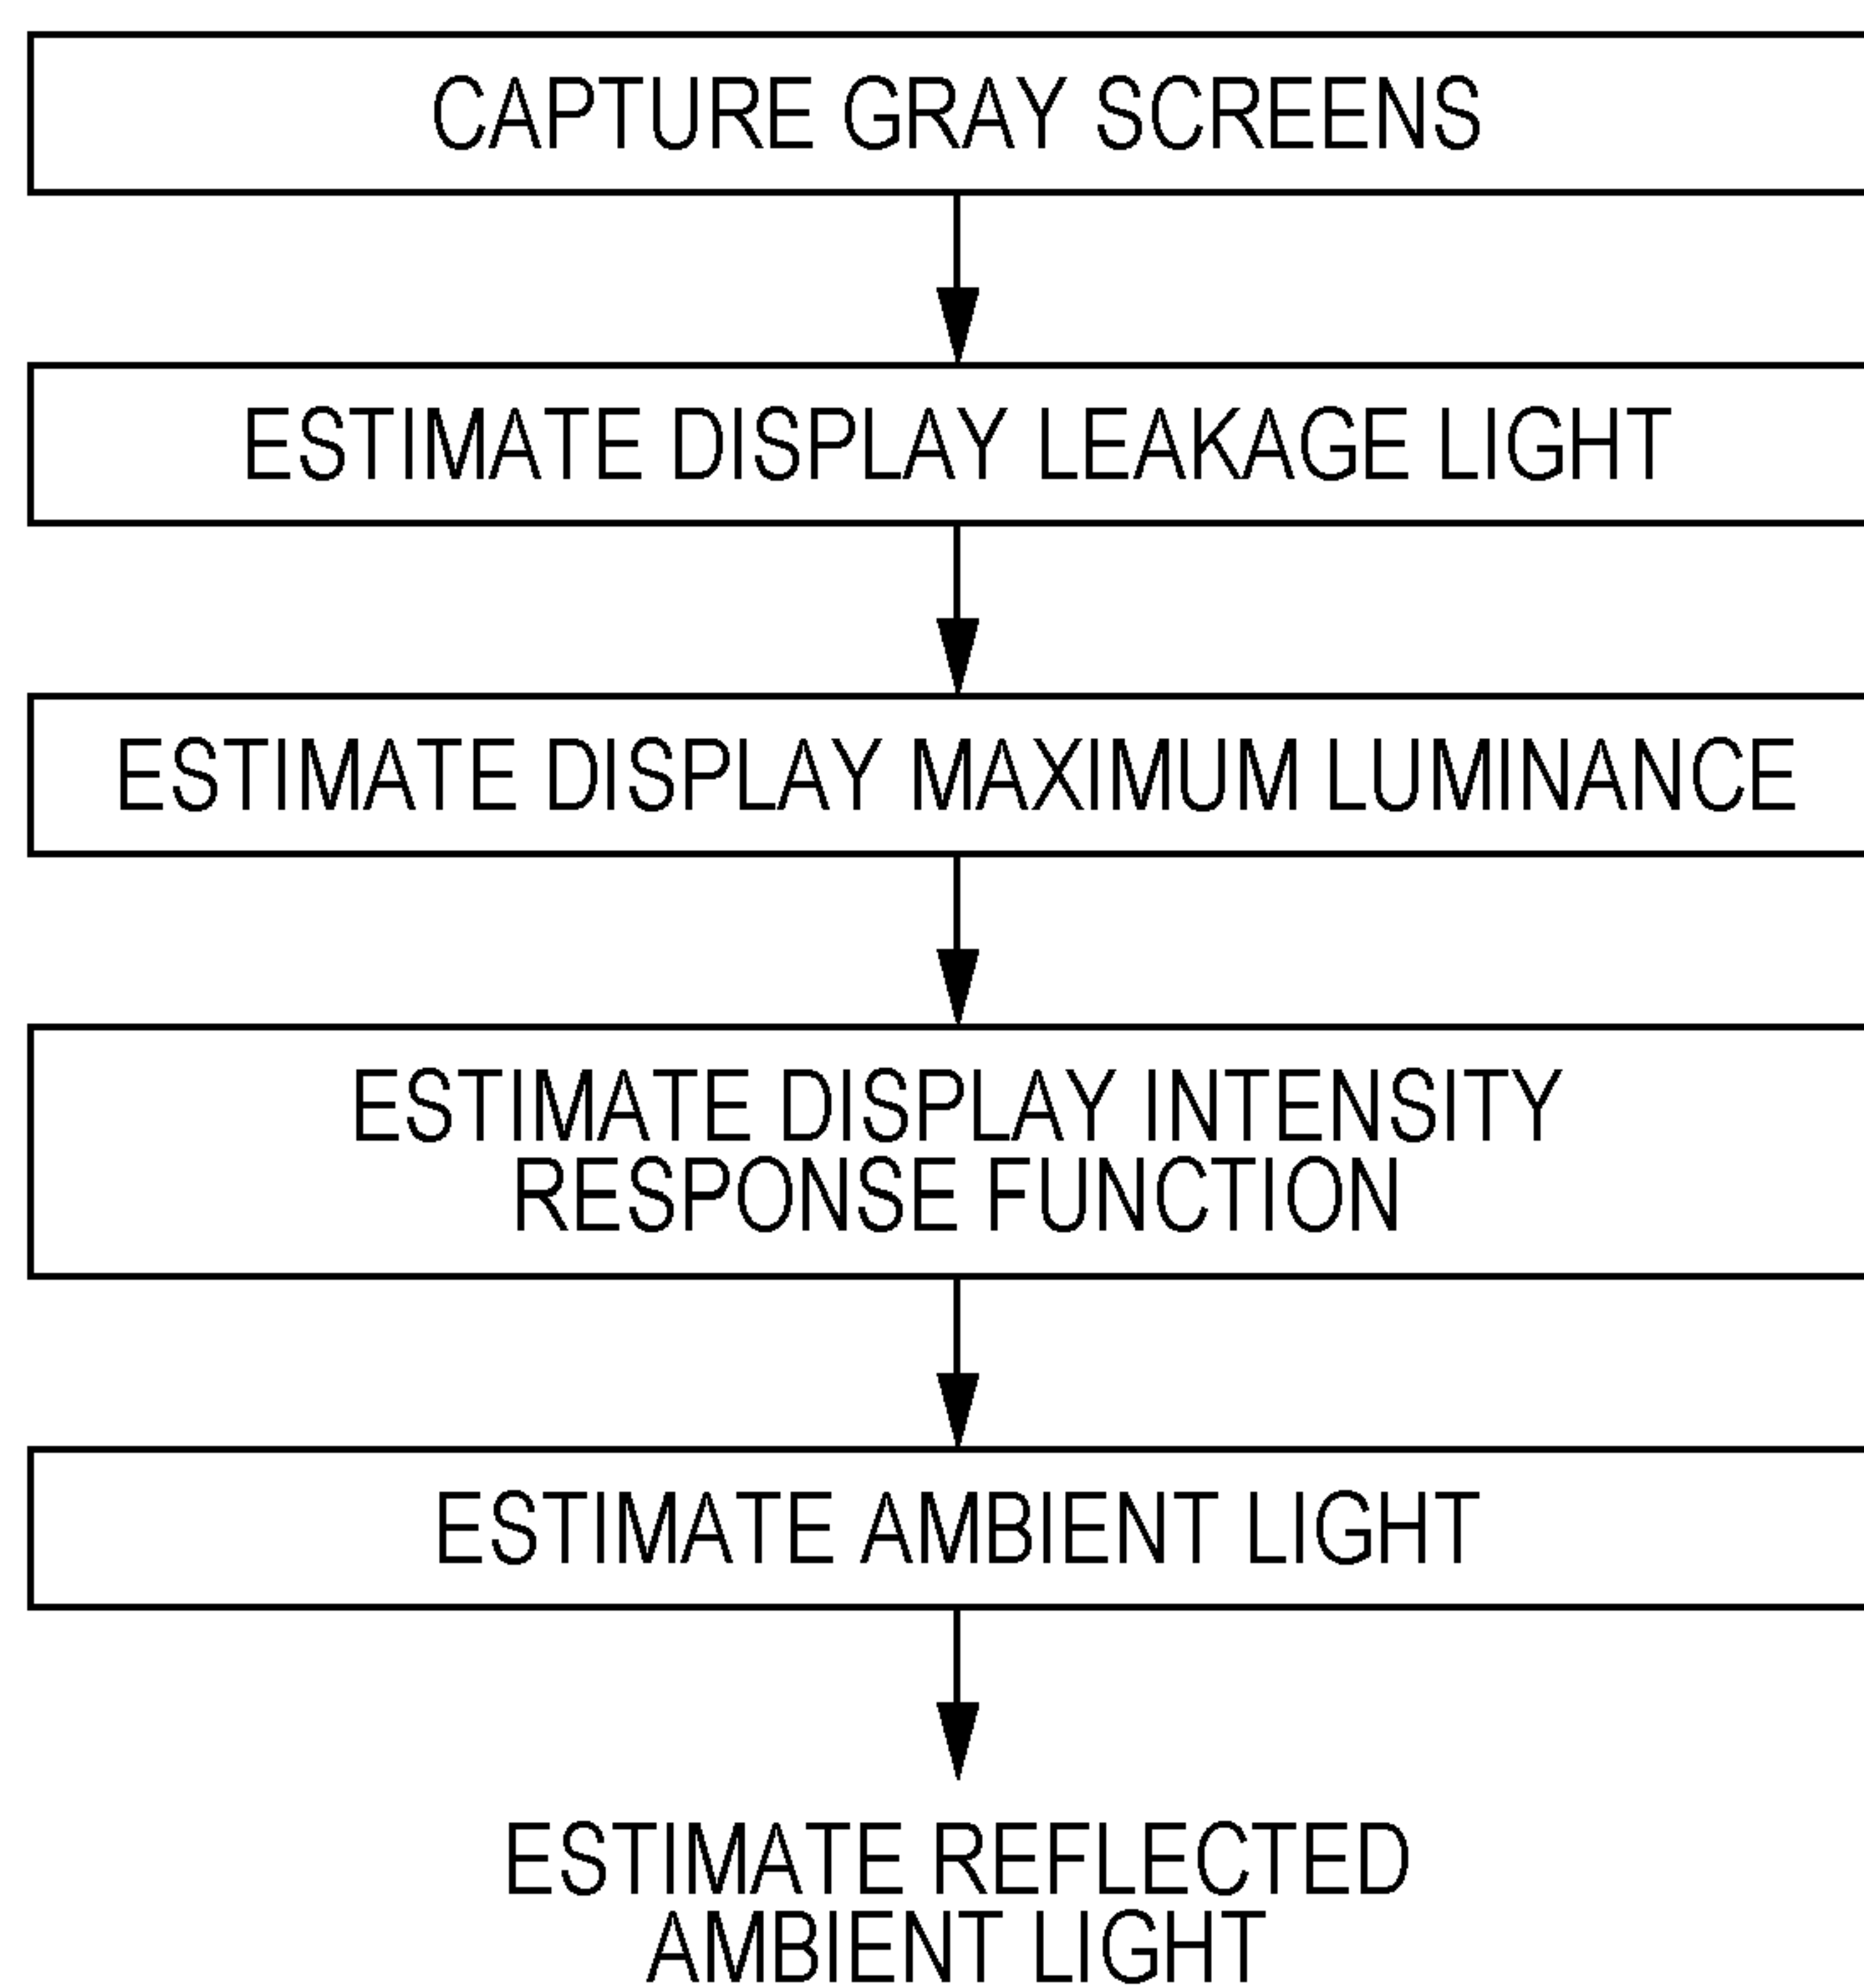 CAPTURE GRAY SCREENS
ESTIMATE DISPLAY LEAKAGE LIGHT
ESTIMATE DISPLAY MAXIMUM LUMINANCE
ESTIMATE DISPLAY INTENSITY
RESPONSE FUNCTION
ESTIMATE AMBIENT LIGHT
ESTIMATE REFLECTED
AMBIENT LIGHT